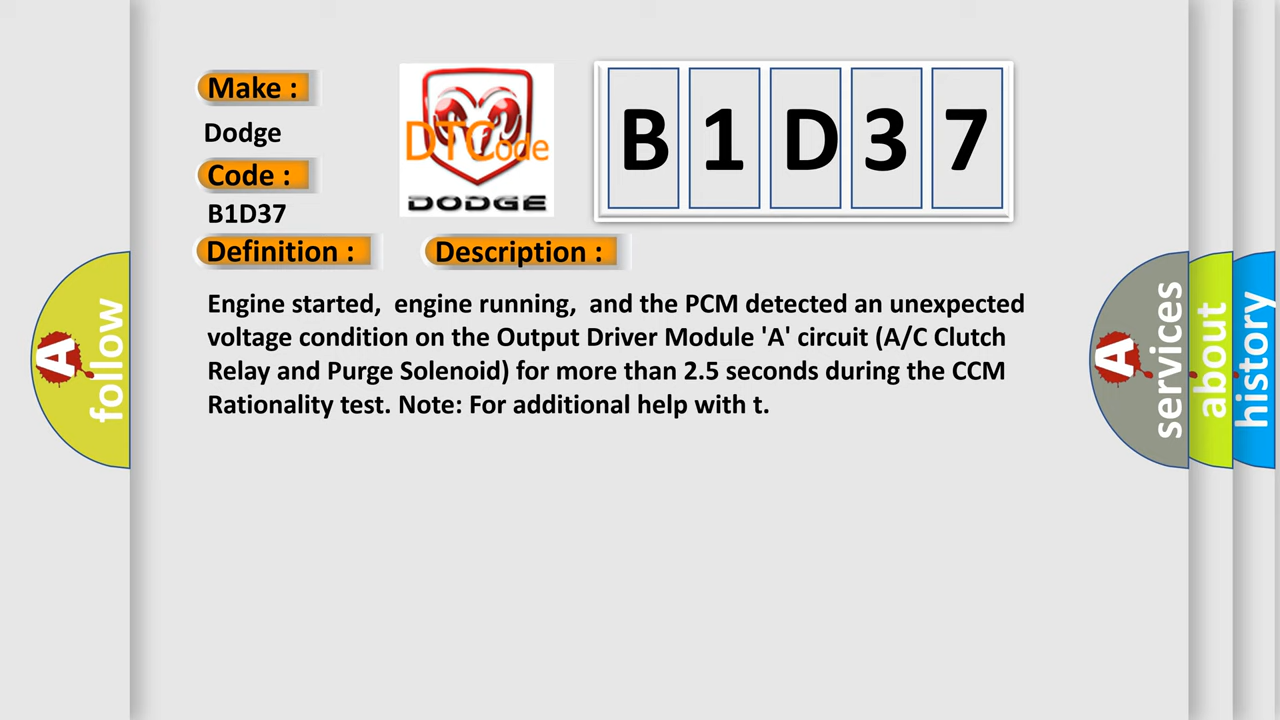 Make :
Dodge
Code :
B1D37
Definition :
Description :
DTCode
DODGE
B 1 D 3 7
Engine started,  engine running,  and the PCM detected an unexpected
voltage condition on the Output Driver Module 'A' circuit (A/C Clutch
Relay and Purge Solenoid) for more than 2.5 seconds during the CCM
Rationality test. Note: For additional help with t.
A
follow
A
services
about
history